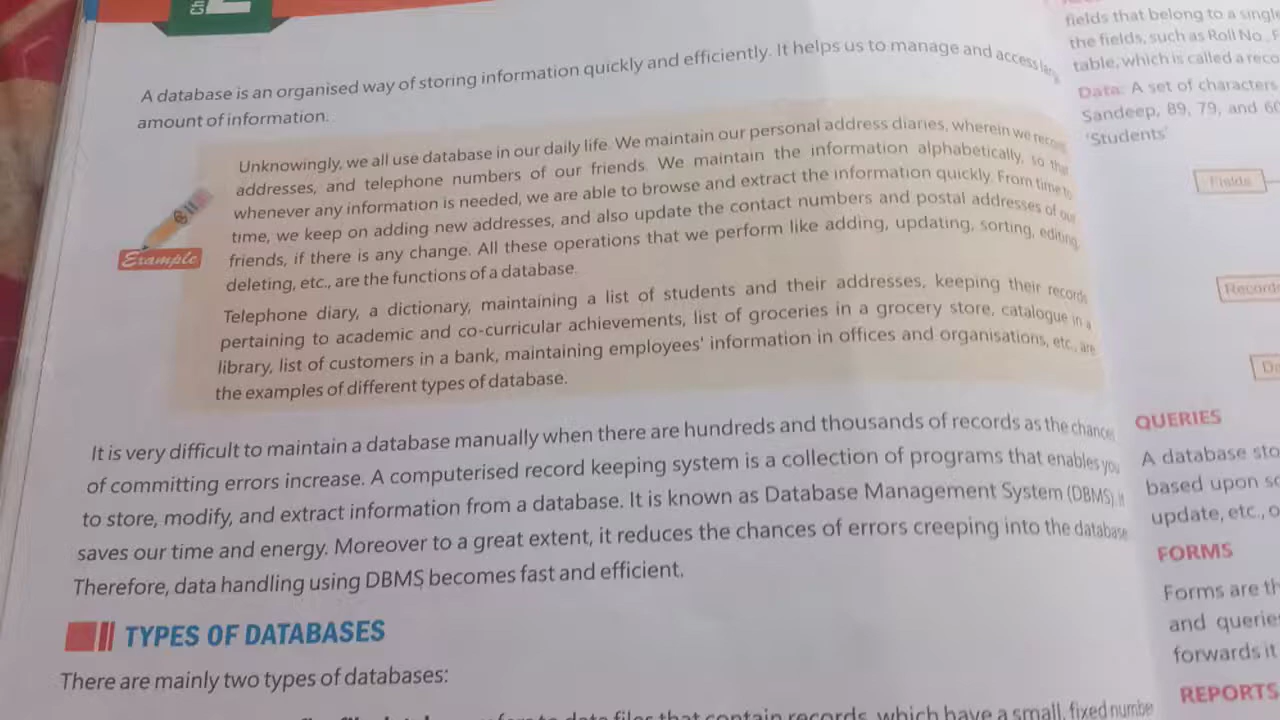 Ch
A database is an organised way of storing information quickly and efficiently. It helps us to manage and access
amount of information.
Unknowingly, we all use database in our daily life. We maintain our personal address diaries, wherein we record
addresses, and telephone numbers of our friends. We maintain the information alphabetically, so that
whenever any information is needed, we are able to browse and extract the information quickly. From time to
time, we keep on adding new addresses, and also update the contact numbers and postal addresses of our
friends, if there is any change. All these operations that we perform like adding, updating, sorting, editing,
deleting, etc., are the functions of a database.
Example
Telephone diary, a dictionary, maintaining a list of students and their addresses, keeping their records
pertaining to academic and co-curricular achievements, list of groceries in a grocery store, catalogue in a
library, list of customers in a bank, maintaining employees' information in offices and organisations, etc., are
the examples of different types of database.
It is very difficult to maintain a database manually when there are hundreds and thousands of records as the chances
of committing errors increase. A computerised record keeping system is a collection of programs that enables you
to store, modify, and extract information from a database. It is known as Database Management System (DBMS). It
saves our time and energy. Moreover to a great extent, it reduces the chances of errors creeping into the database.
Therefore, data handling using DBMS becomes fast and efficient.
TYPES OF DATABASES
There are mainly two types of databases:
data files that contain records, which have a small, fixed
fields that belong to a single
the fields, such as Roll No., F
table, which is called a reco
Data: A set of characters
Sandeep, 89, 79, and 60
'Students'
Fields
Records
Da
QUERIES
A database sto
based upon so
update, etc., o
FORMS
Forms are th
and querie
forwards it
REPORTS